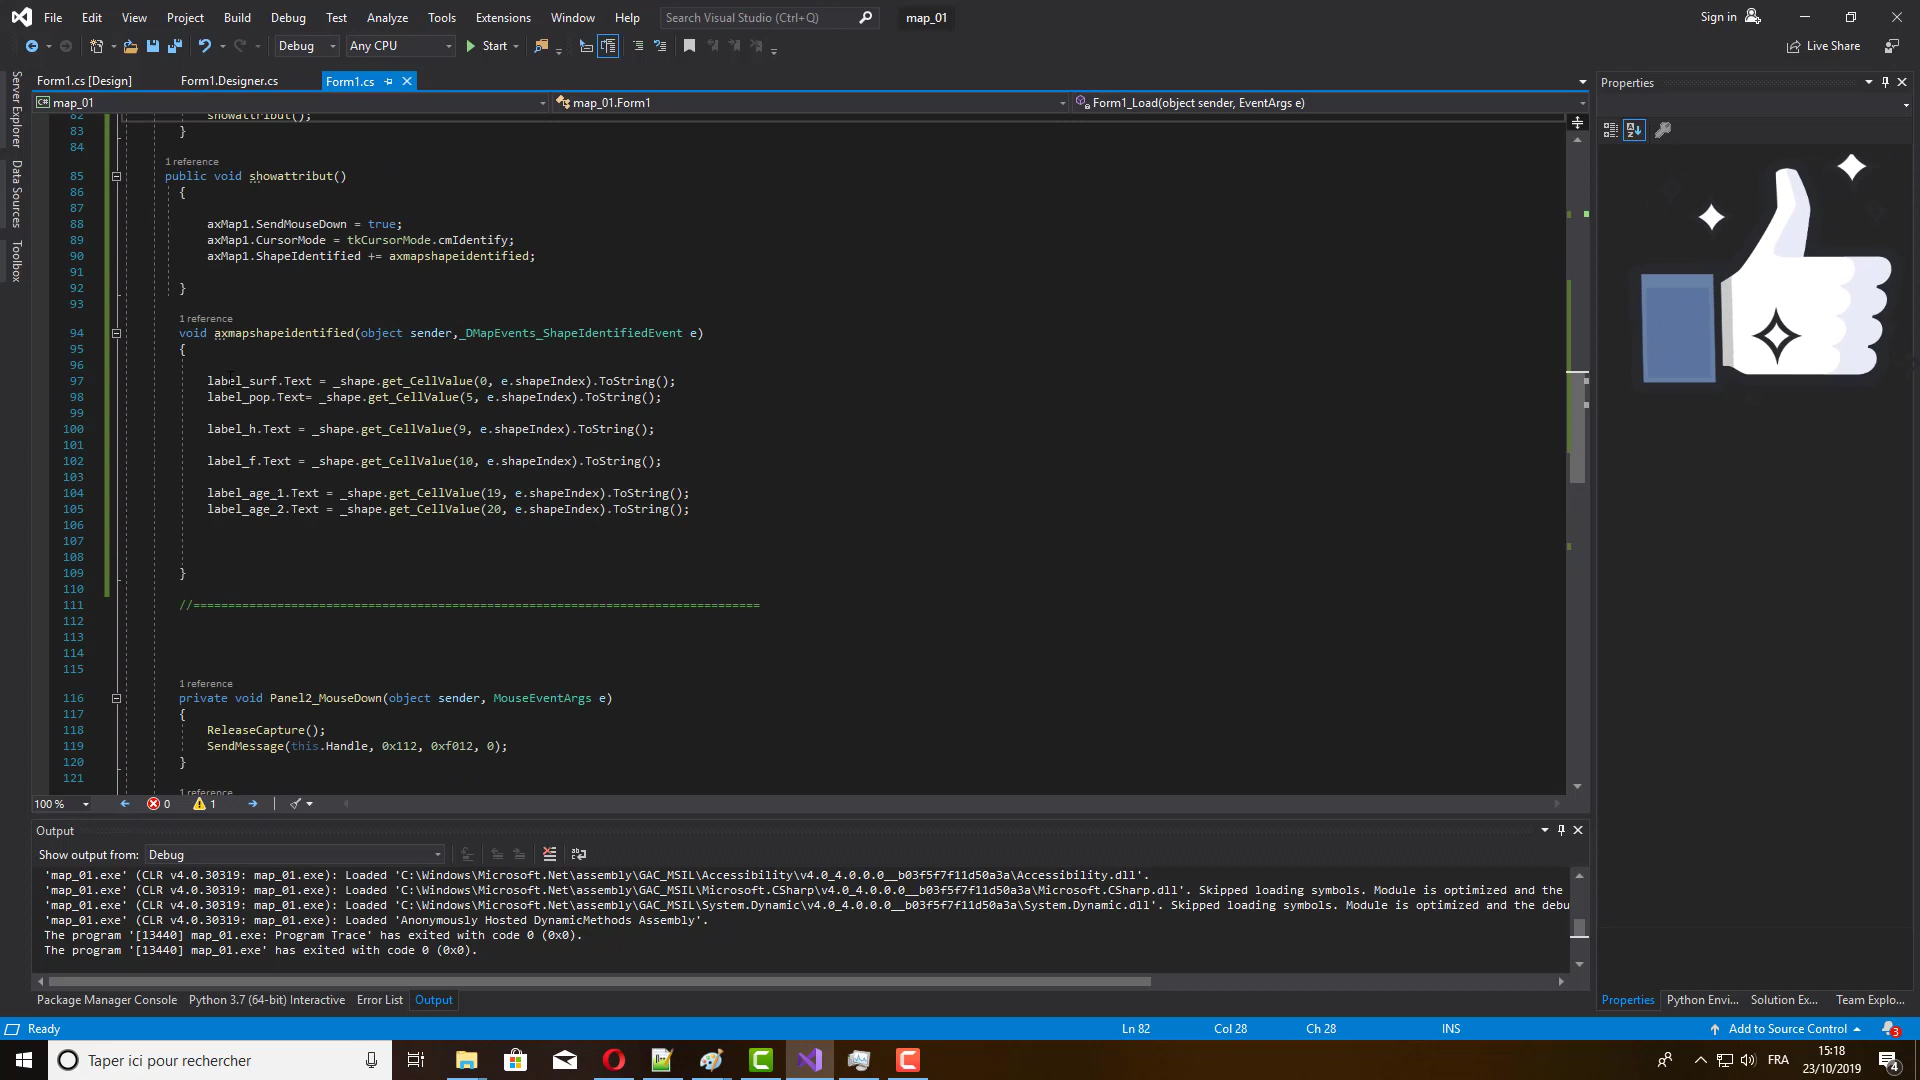 File Edit View Project Build Debug Test Analyze Tools Extensions Window Help Search Visual Studio (Ctrl+Q) map_01 Sign in
Debug Any CPU Start Live Share
Form1.cs [Design] Form1.Designer.cs Form1.cs Properties
map_01 map_01.Form1 Form1_Load(object sender, EventArgs e)
Server Explorer
Data Sources
Toolbox
82 showattribut();
83 }
84
1 reference
85 public void showattribut()
86 {
87
88 axMap1.SendMouseDown = true;
89 axMap1.CursorMode = tkCursorMode.cmIdentify;
90 axMap1.ShapeIdentified += axmapshapeidentified;
91
92 }
93
1 reference
94 void axmapshapeidentified(object sender,_DMapEvents_ShapeIdentifiedEvent e)
95 {
96
97 label_surf.Text = _shape.get_CellValue(0, e.shapeIndex).ToString();
98 label_pop.Text= _shape.get_CellValue(5, e.shapeIndex).ToString();
99
100 label_h.Text = _shape.get_CellValue(9, e.shapeIndex).ToString();
101
102 label_f.Text = _shape.get_CellValue(10, e.shapeIndex).ToString();
103
104 label_age_1.Text = _shape.get_CellValue(19, e.shapeIndex).ToString();
105 label_age_2.Text = _shape.get_CellValue(20, e.shapeIndex).ToString();
106
107
108
109 }
110
111 //=================================================================================
112
113
114
115
1 reference
116 private void Panel2_MouseDown(object sender, MouseEventArgs e)
117 {
118 ReleaseCapture();
119 SendMessage(this.Handle, 0x112, 0xf012, 0);
120 }
121
1 reference
100 % 0 1
Output
Show output from: Debug
'map_01.exe' (CLR v4.0.30319: map_01.exe): Loaded 'C:\Windows\Microsoft.Net\assembly\GAC_MSIL\Accessibility\v4.0_4.0.0.0__b03f5f7f11d50a3a\Accessibility.dll'.
'map_01.exe' (CLR v4.0.30319: map_01.exe): Loaded 'C:\Windows\Microsoft.Net\assembly\GAC_MSIL\Microsoft.CSharp\v4.0_4.0.0.0__b03f5f7f11d50a3a\Microsoft.CSharp.dll'. Skipped loading symbols. Module is optimized and the
'map_01.exe' (CLR v4.0.30319: map_01.exe): Loaded 'C:\Windows\Microsoft.Net\assembly\GAC_MSIL\System.Dynamic\v4.0_4.0.0.0__b03f5f7f11d50a3a\System.Dynamic.dll'. Skipped loading symbols. Module is optimized and the debu
'map_01.exe' (CLR v4.0.30319: map_01.exe): Loaded 'Anonymously Hosted DynamicMethods Assembly'.
The program '[13440] map_01.exe: Program Trace' has exited with code 0 (0x0).
The program '[13440] map_01.exe' has exited with code 0 (0x0).
Package Manager Console Python 3.7 (64-bit) Interactive Error List Output Properties Python Envi... Solution Ex... Team Explo...
Ready Ln 82 Col 28 Ch 28 INS Add to Source Control 3
Taper ici pour rechercher FRA 15:18
23/10/2019 4